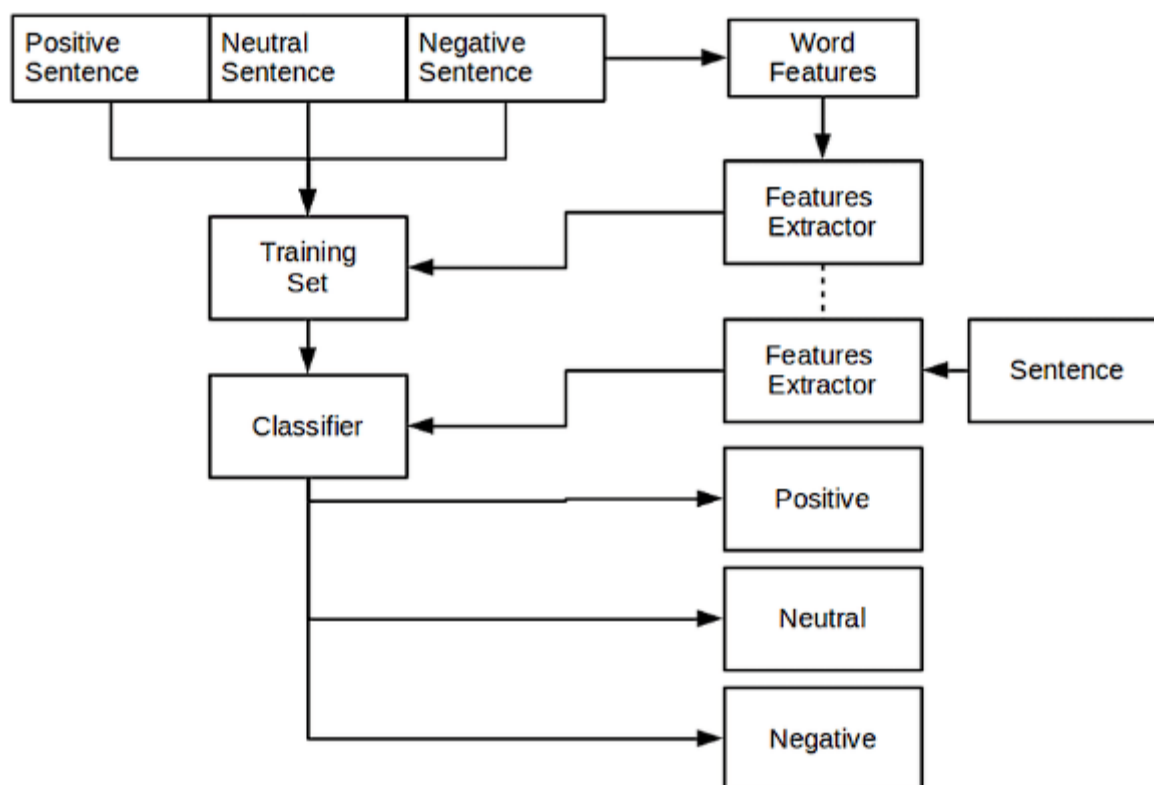 Positive
Sentence
Neutral
Sentence
Negative
Sentence
Word
Features
Features
Extractor
Training
Set
Features
Extractor
Sentence
Classifier
Positive
Neutral
Negative